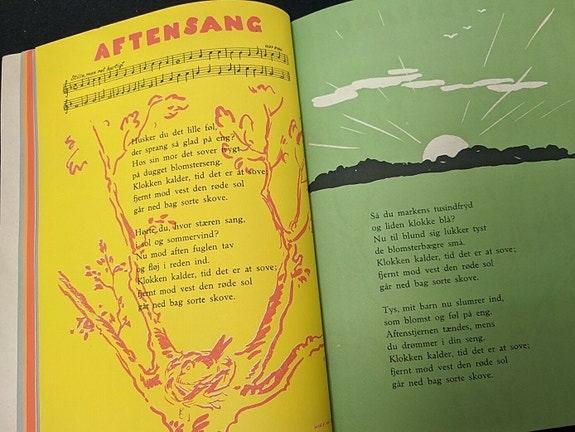 AFTENSANG
Husker du det lille føl,
der sprang så glad på eng?
Hos sin mor det sover trygt
på dugget blomsterseng.
Klokken kalder, tid det er at sove;
fjernt mod vest den røde sol
går ned bag sorte skove.
Hørte du, hvor stæren sang,
i sol og sommervind?
Nu mod aften fuglen tav
og fløj i reden ind.
Klokken kalder, tid det er at sove;
fjernt mod vest den røde sol
går ned bag sorte skove.
Så du markens tusindfryd
og liden klokke blå?
Nu til blund sig lukker tyst
de blomsterbægre små.
Klokken kalder, tid det er at sove;
fjernt mod vest den røde sol
går ned bag sorte skove.
Tys, mit barn nu slumrer ind,
som blomst og føl på eng.
Aftenstjernen tændes, mens
du drømmer i din seng.
Klokken kalder, tid det er at sove;
fjernt mod vest den røde sol
går ned bag sorte skove.